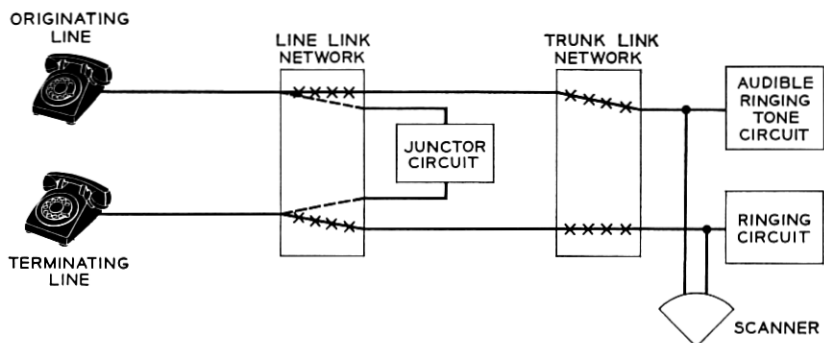 ORIGINATING
LINE
LINE LINK
NETWORK
TRUNK LINK
NETWORK
AUDIBLE
RINGING
TONE
CIRCUIT
JUNCTOR
CIRCUIT
RINGING
CIRCUIT
TERMINATING
LINE
SCANNER